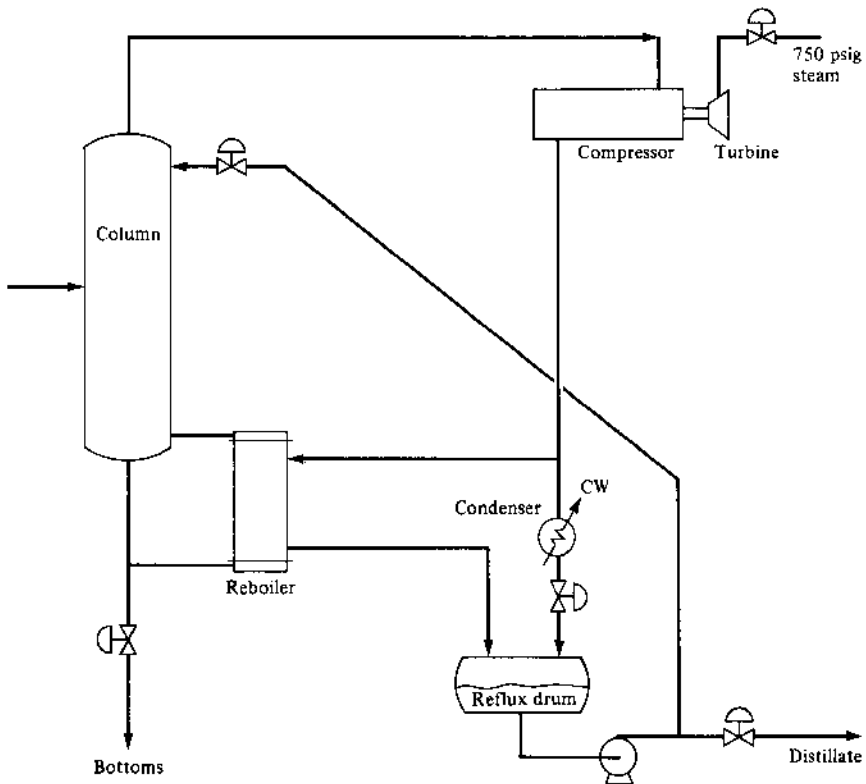 750 psig
steam
Compressor
Turbine
Column
CW
Condenser
Reboiler
Reflux drum
Distillate
Bottoms